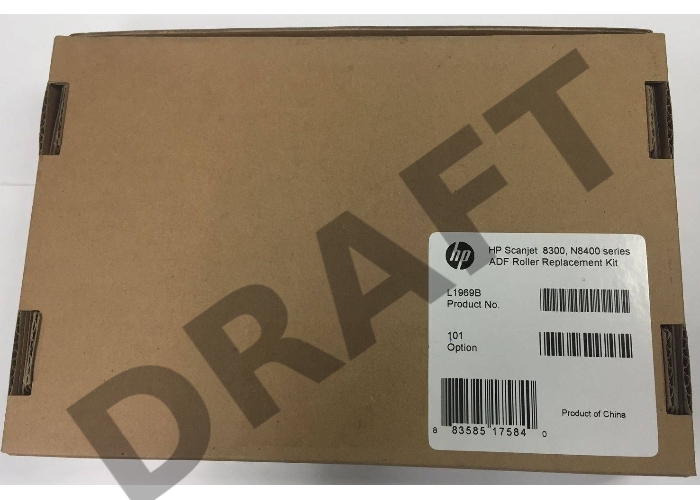 DRAFT
hp
HP Scanjet 8300, N8400 series
ADF Roller Replacement Kit
L1969B
Product No.
101
Option
8 83585 17584 0
Product of China